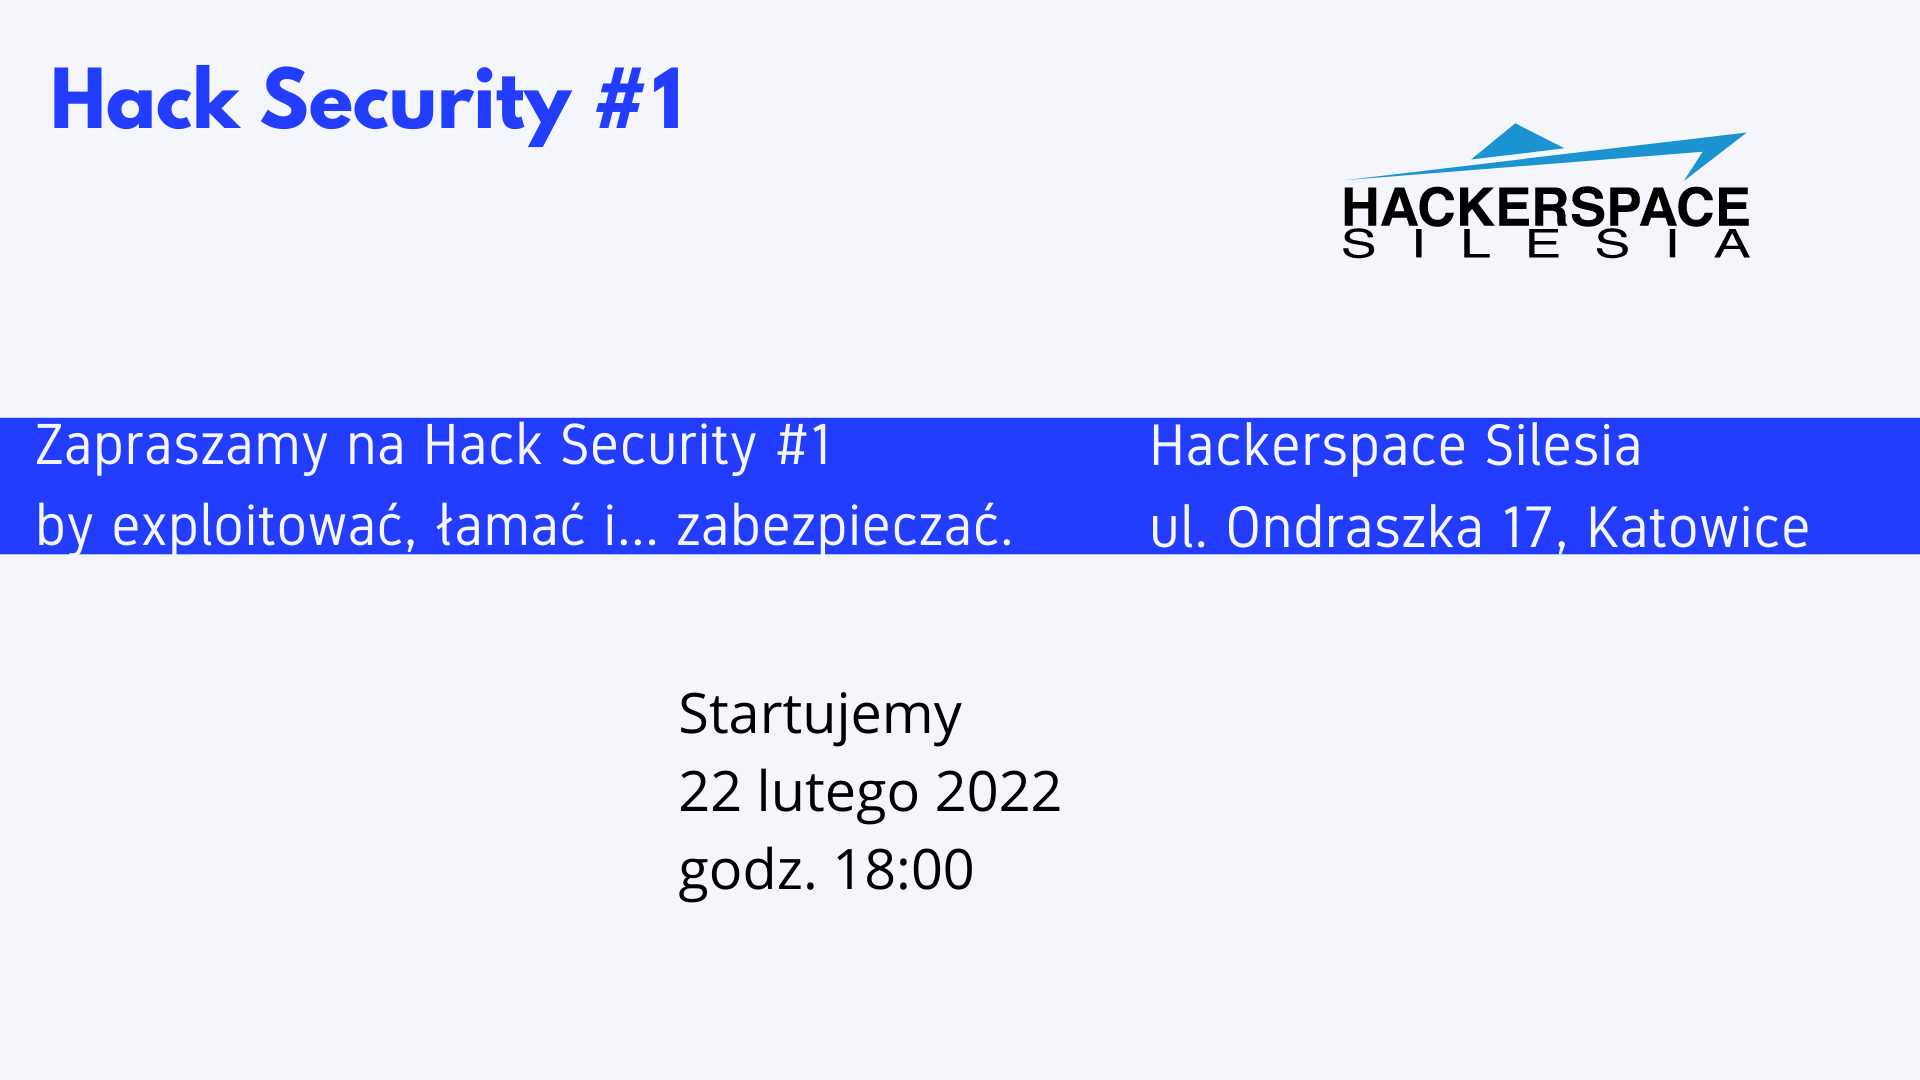 Hack Security #1
HACKERSPACE
SILESIA
Zapraszamy na Hack Security #1
by exploitować, łamać i... zabezpieczać.
Hackerspace Silesia
ul. Ondraszka 17, Katowice
Startujemy
22 lutego 2022
godz. 18:00